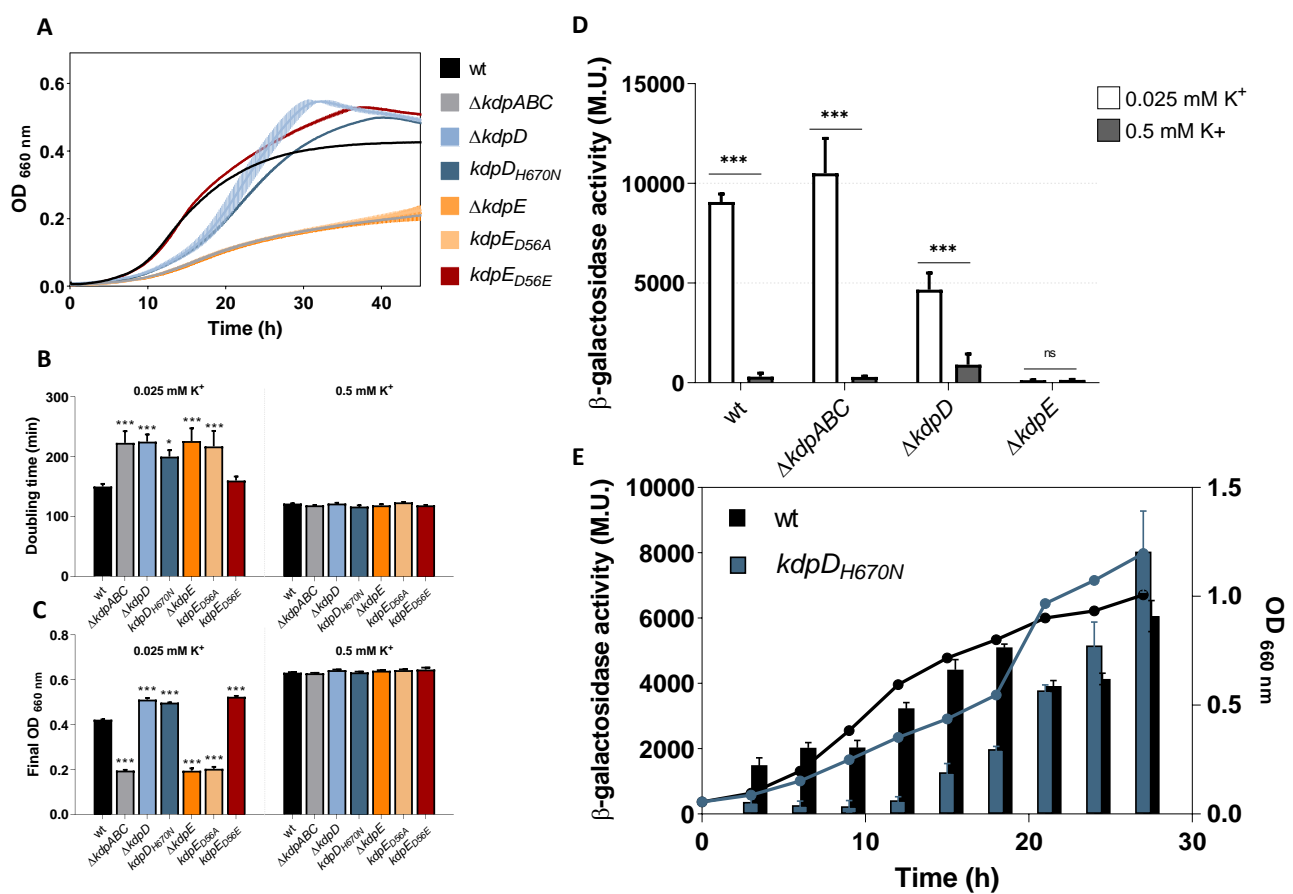 A
OD 660 nm
0.6
0.4
0.2
0.0
0
10
20
30
40
Time (h)
wt
ΔkdpABC
ΔkdpD
kdpDH670N
ΔkdpE
kdpED56A
kdpED56E
B
0.025 mM K+
0.5 mM K+
Doubling time (min)
300
200
100
0
***
***
*
***
***
wt
ΔkdpABC
ΔkdpD
kdpDH670N
ΔkdpE
kdpED56A
kdpED56E
wt
ΔkdpABC
ΔkdpD
kdpDH670N
ΔkdpE
kdpED56A
kdpED56E
C
0.025 mM K+
0.5 mM K+
Final OD 660 nm
0.8
0.6
0.4
0.2
0.0
***
***
***
***
***
***
wt
ΔkdpABC
ΔkdpD
kdpDH670N
ΔkdpE
kdpED56A
kdpED56E
wt
ΔkdpABC
ΔkdpD
kdpDH670N
ΔkdpE
kdpED56A
kdpED56E
D
β-galactosidase activity (M.U.)
15000
10000
5000
0
***
***
***
ns
0.025 mM K+
0.5 mM K+
wt
ΔkdpABC
ΔkdpD
ΔkdpE
E
β-galactosidase activity (M.U.)
10000
8000
6000
4000
2000
0
wt
kdpDH670N
1.5
1.0
0.5
0.0
OD 660 nm
0
10
20
30
Time (h)